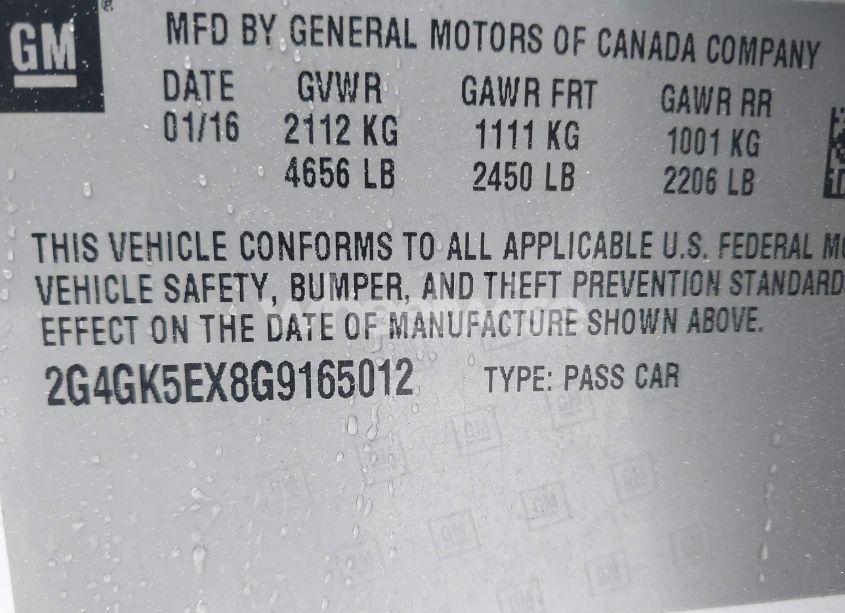 GM
MFD BY GENERAL MOTORS OF CANADA COMPANY
DATE GVWR GAWR FRT GAWR RR
01/16 2112 KG 1111 KG 1001 KG
4656 LB 2450 LB 2206 LB
THIS VEHICLE CONFORMS TO ALL APPLICABLE U.S. FEDERAL MO
VEHICLE SAFETY, BUMPER, AND THEFT PREVENTION STANDARD
EFFECT ON THE DATE OF MANUFACTURE SHOWN ABOVE.
2G4GK5EX8G9165012 TYPE: PASS CAR